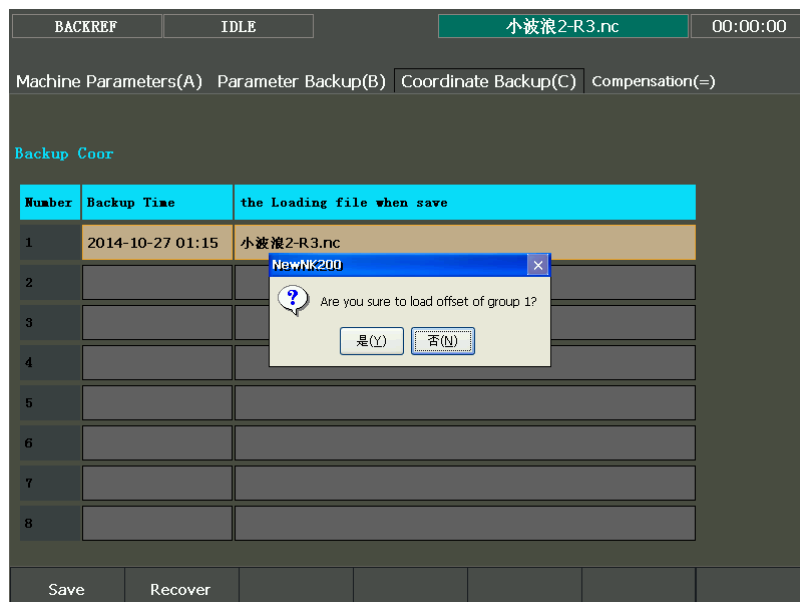 BACKREF IDLE 小波浪2-R3.nc 00:00:00
Machine Parameters(A) Parameter Backup(B) Coordinate Backup(C) Compensation(=)
Backup Coor
Number Backup Time the Loading file when save
1 2014-10-27 01:15 小波浪2-R3.nc
NewNK200
2
Are you sure to load offset of group 1?
3
是(Y) 否(N)
4
5
6
7
8
Save Recover